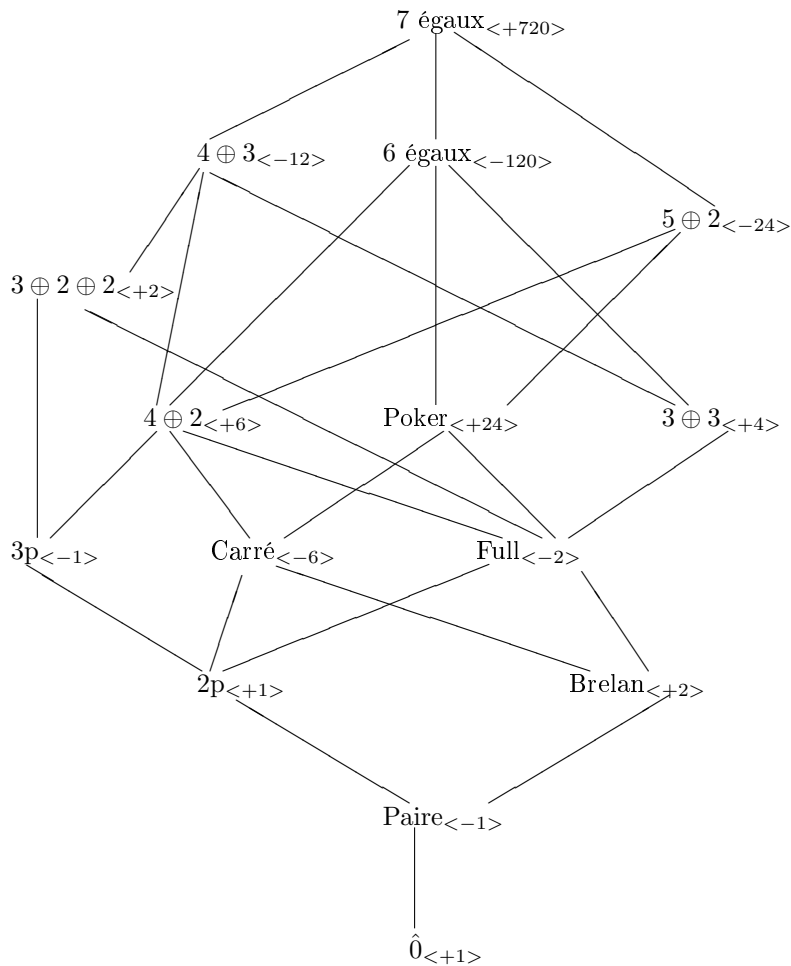 7 égaux<+720>
4 ⊕ 3<−12> 6 égaux<−120>
5 ⊕ 2<−24>
3 ⊕ 2 ⊕ 2<+2>
4 ⊕ 2<+6> Poker<+24> 3 ⊕ 3<+4>
3p<−1> Carré<−6> Full<−2>
2p<+1> Brelan<+2>
Paire<−1>
0̂<+1>